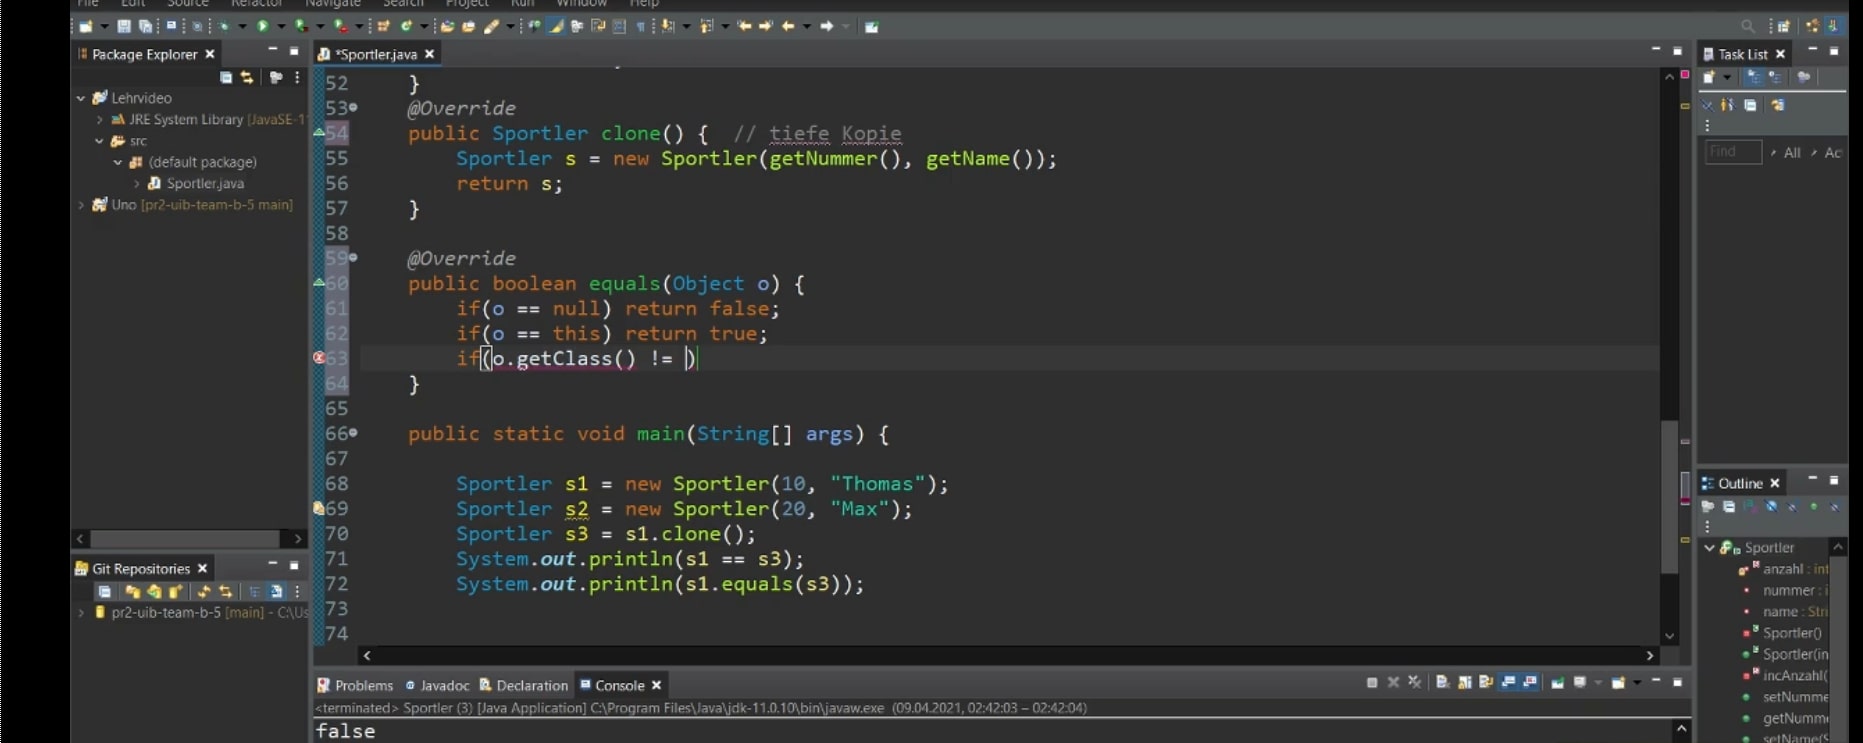 File Edit Source Refactor Navigate Search Project Run Window Help
Package Explorer
*Sportler.java
Task List
Lehrvideo
JRE System Library [JavaSE-1
src
(default package)
Sportler.java
Uno [pr2-uib-team-b-5 main]
52 }
53 @Override
54 public Sportler clone() { // tiefe Kopie
55 Sportler s = new Sportler(getNummer(), getName());
56 return s;
57 }
58
59 @Override
60 public boolean equals(Object o) {
61 if(o == null) return false;
62 if(o == this) return true;
63 if(o.getClass() != )
64 }
65
66 public static void main(String[] args) {
67
68 Sportler s1 = new Sportler(10, "Thomas");
69 Sportler s2 = new Sportler(20, "Max");
70 Sportler s3 = s1.clone();
71 System.out.println(s1 == s3);
72 System.out.println(s1.equals(s3));
73
74
Find All Ac
Git Repositories
pr2-uib-team-b-5 [main] - C:\Us
Outline
Sportler
anzahl : int
nummer : i
name : Stri
Sportler()
Sportler(in
incAnzahl(
setNumme
getNumme
setName(S
Problems Javadoc Declaration Console
<terminated> Sportler (3) [Java Application] C:\Program Files\Java\jdk-11.0.10\bin\javaw.exe (09.04.2021, 02:42:03 – 02:42:04)
false